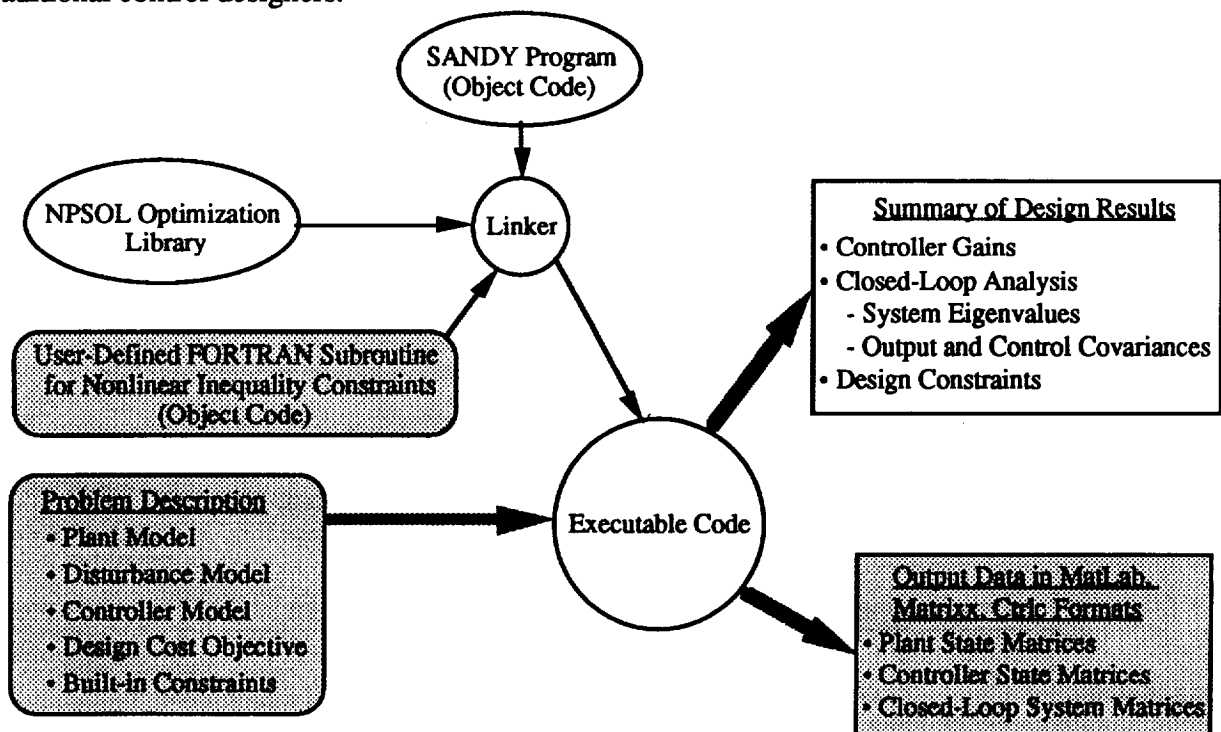 additional control designers.
SANDY Program
(Object Code)
NPSOL Optimization
Library
Linker
User-Defined FORTRAN Subroutine
for Nonlinear Inequality Constraints
(Object Code)
Problem Description
• Plant Model
• Disturbance Model
• Controller Model
• Design Cost Objective
• Built-in Constraints
Executable Code
Summary of Design Results
• Controller Gains
• Closed-Loop Analysis
- System Eigenvalues
- Output and Control Covariances
• Design Constraints
Output Data in MatLab,
Matrixx, Ctrlc Formats
• Plant State Matrices
• Controller State Matrices
• Closed-Loop System Matrices